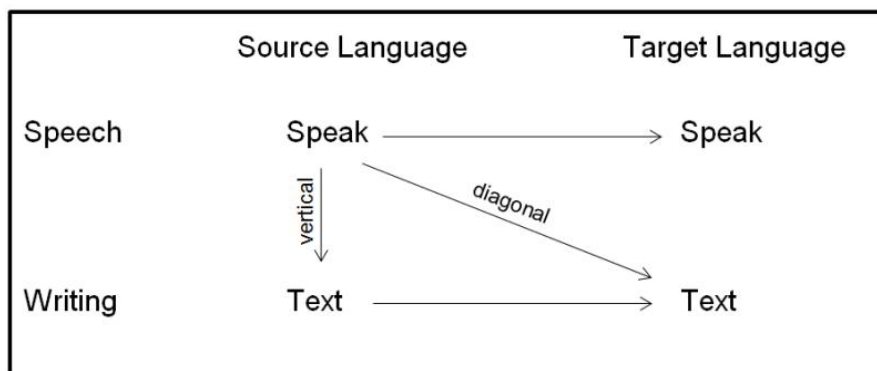 Source Language Target Language
Speech Speak Speak
vertical
diagonal
Writing Text Text